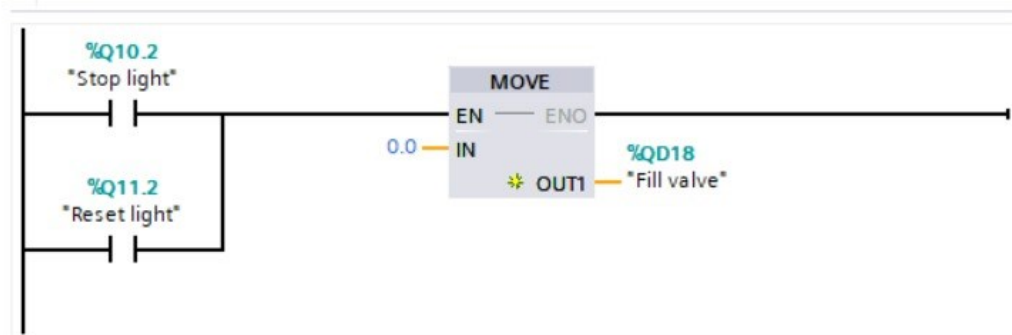 %Q10.2
"Stop light"
MOVE
EN ENO
0.0 IN
%QD18
OUT1 "Fill valve"
%Q11.2
"Reset light"